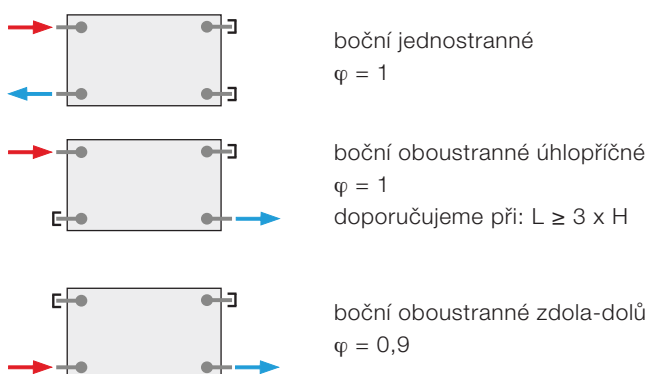 boční jednostranné
φ = 1
boční oboustranné úhlopříčné
φ = 1
doporučujeme při: L ≥ 3 x H
boční oboustranné zdola-dolů
φ = 0,9